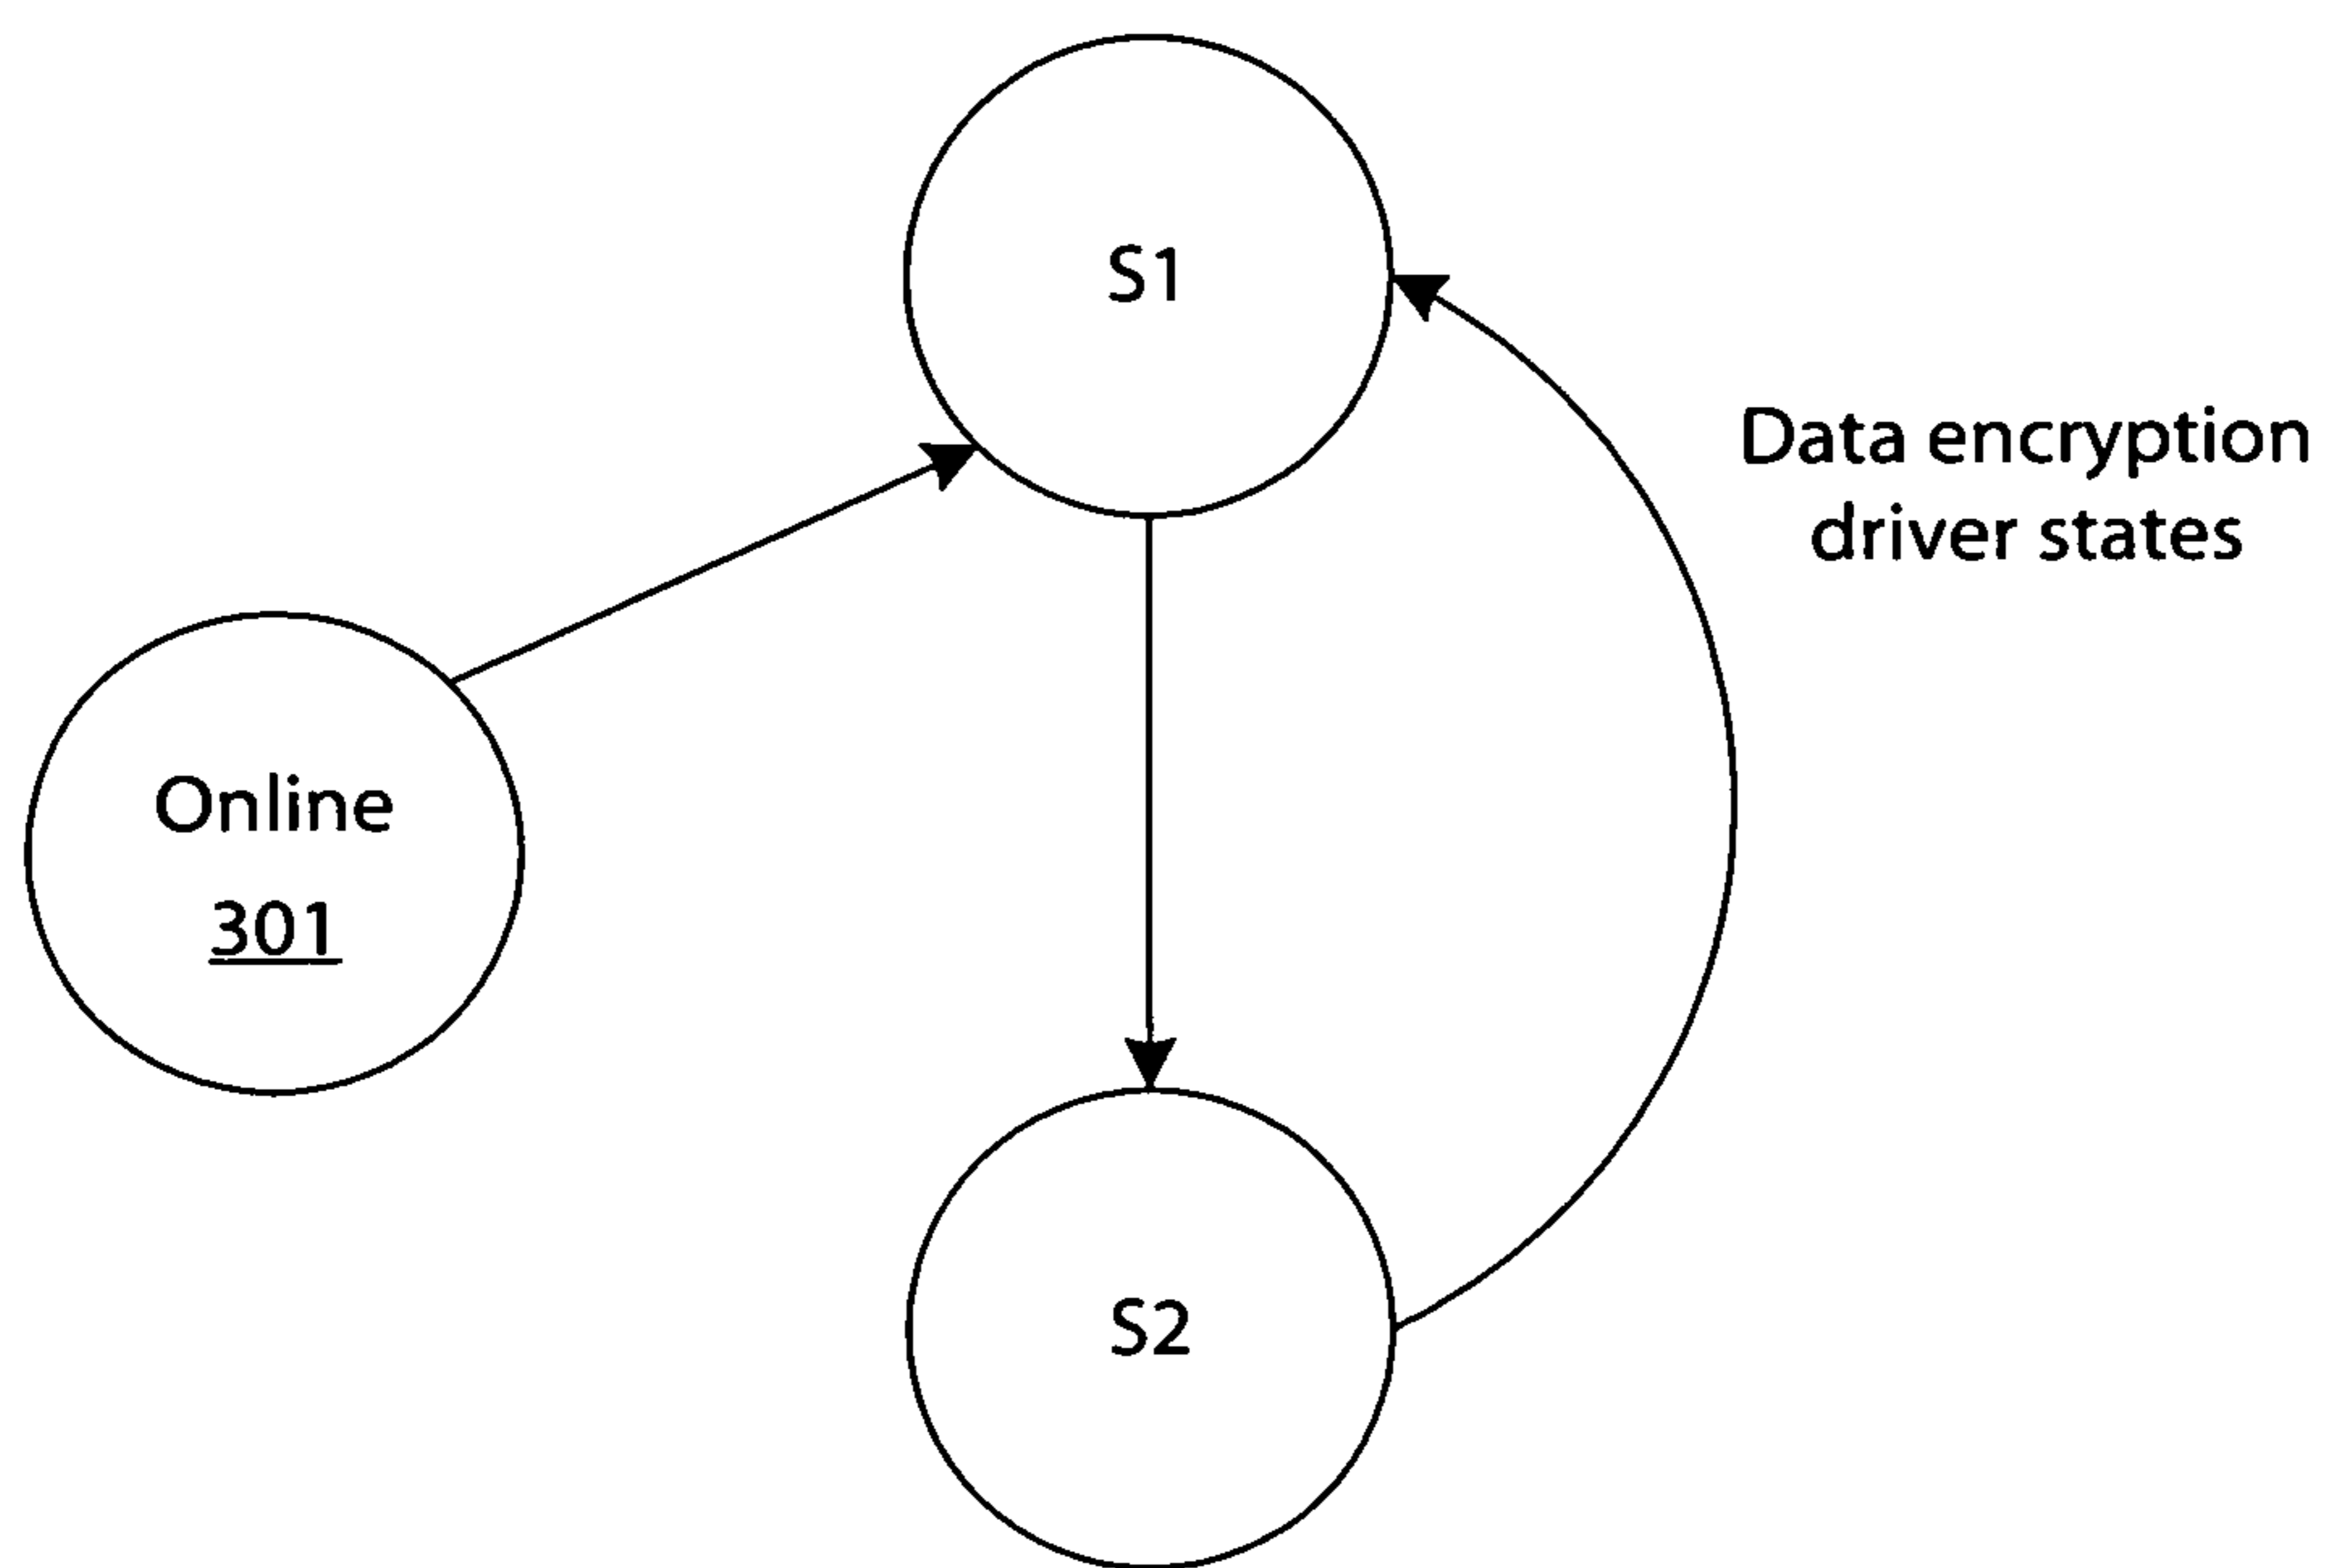 S1
Data encryption
driver states
Online
301
S2